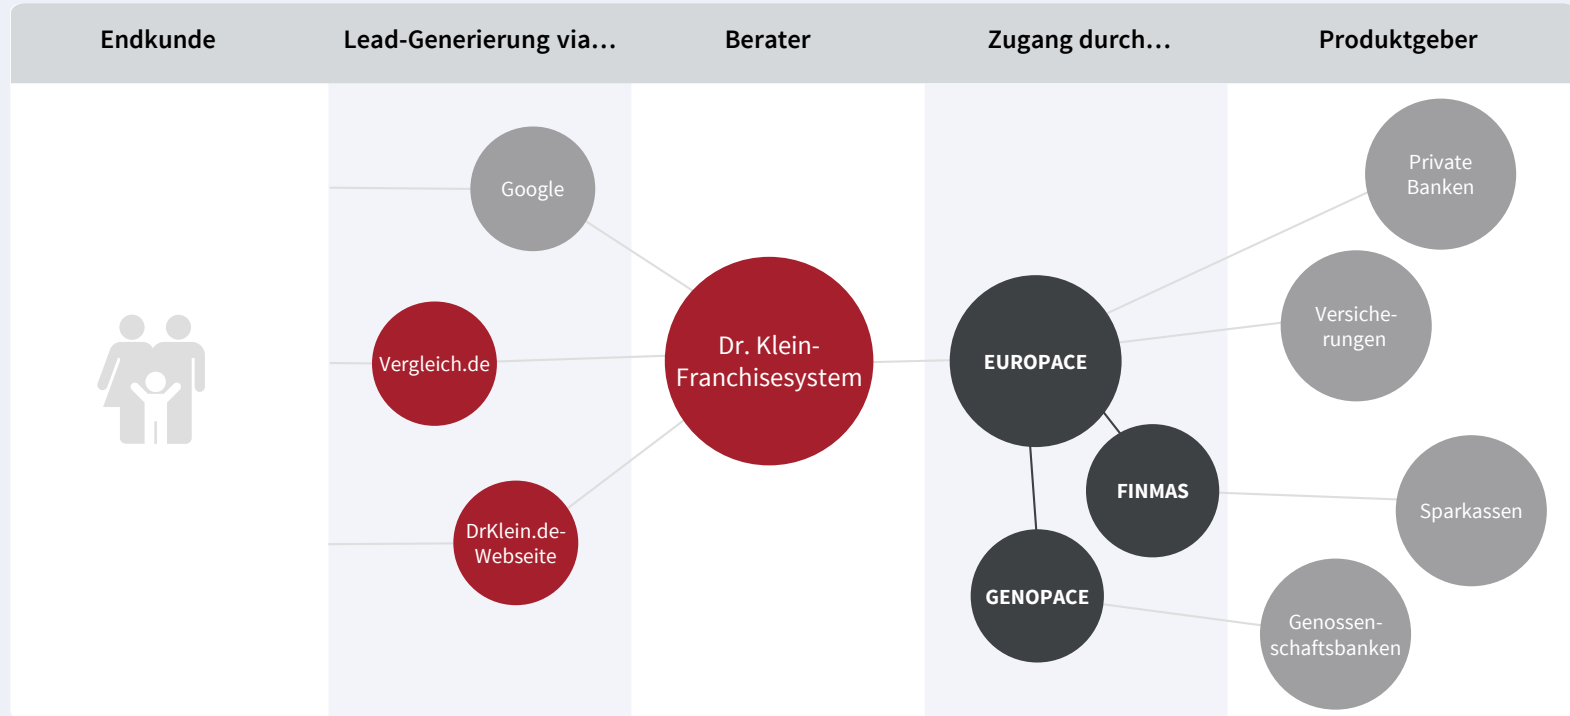 Endkunde
Lead-Generierung via…
Berater
Zugang durch…
Produktgeber
Google
Vergleich.de
DrKlein.de-
Webseite
Dr. Klein-
Franchisesystem
EUROPACE
FINMAS
GENOPACE
Private
Banken
Versiche-
rungen
Sparkassen
Genossen-
schaftsbanken